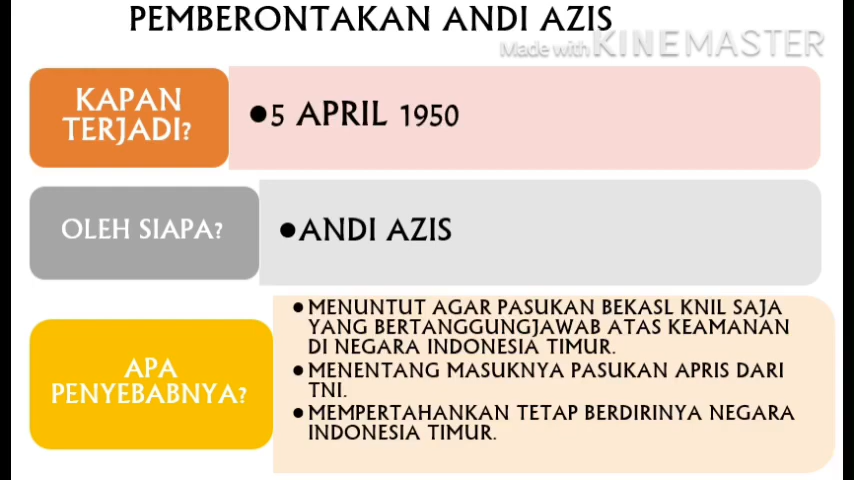 PEMBERONTAKAN ANDI AZIS
Made with KINEMASTER
KAPAN
TERJADI?
●5 APRIL 1950
OLEH SIAPA?
●ANDI AZIS
APA
PENYEBABNYA?
●MENUNTUT AGAR PASUKAN BEKASL KNIL SAJA
YANG BERTANGGUNGJAWAB ATAS KEAMANAN
DI NEGARA INDONESIA TIMUR.
●MENENTANG MASUKNYA PASUKAN APRIS DARI
TNI.
●MEMPERTAHANKAN TETAP BERDIRINYA NEGARA
INDONESIA TIMUR.